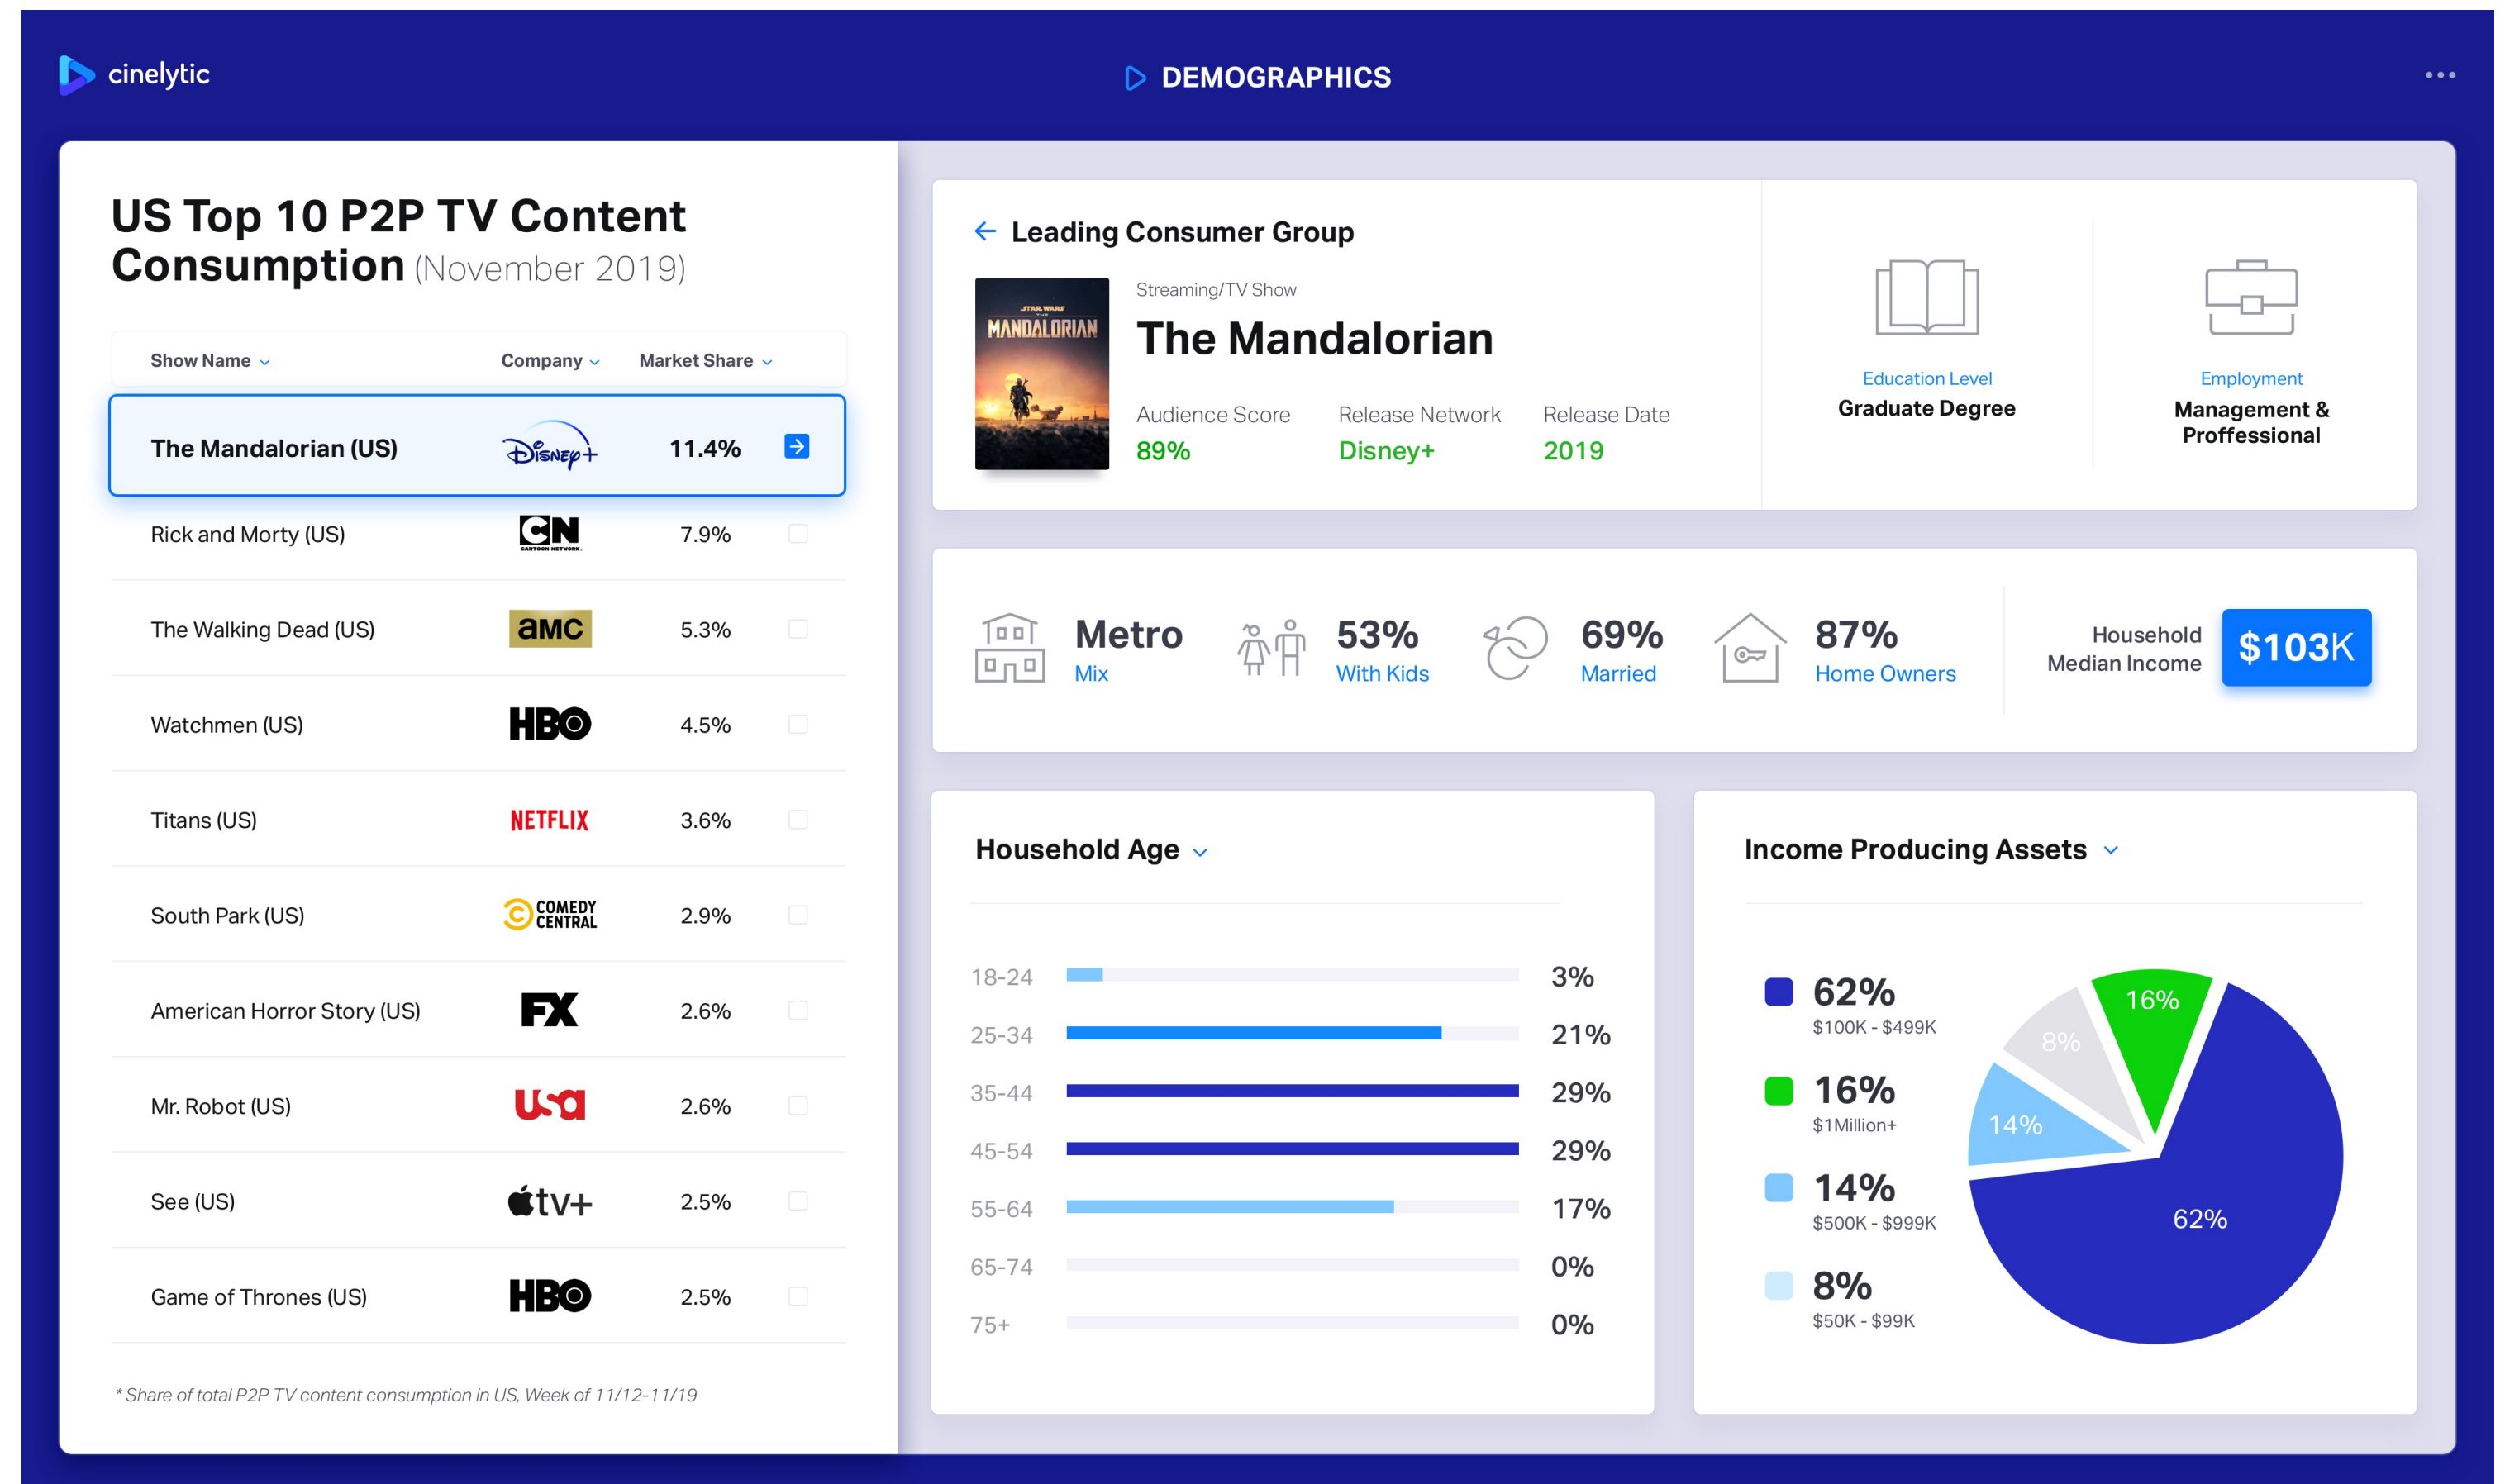 cinelytic
DEMOGRAPHICS
US Top 10 P2P TV Content
Consumption (November 2019)
Show Name Company Market Share
The Mandalorian (US) Disney+ 11.4%
Rick and Morty (US) CN CARTOON NETWORK. 7.9%
The Walking Dead (US) aMC 5.3%
Watchmen (US) HBO 4.5%
Titans (US) NETFLIX 3.6%
South Park (US) COMEDY CENTRAL 2.9%
American Horror Story (US) FX 2.6%
Mr. Robot (US) usa 2.6%
See (US) tv+ 2.5%
Game of Thrones (US) HBO 2.5%
* Share of total P2P TV content consumption in US, Week of 11/12-11/19
Leading Consumer Group
STAR WARS
THE
MANDALORIAN
Streaming/TV Show
The Mandalorian
Audience Score Release Network Release Date
89% Disney+ 2019
Education Level
Graduate Degree
Employment
Management &
Proffessional
Metro
Mix
53%
With Kids
69%
Married
87%
Home Owners
Household
Median Income
$103K
Household Age
18-24 3%
25-34 21%
35-44 29%
45-54 29%
55-64 17%
65-74 0%
75+ 0%
Income Producing Assets
62%
$100K - $499K
16%
$1Million+
14%
$500K - $999K
8%
$50K - $99K
16%
8%
14%
62%